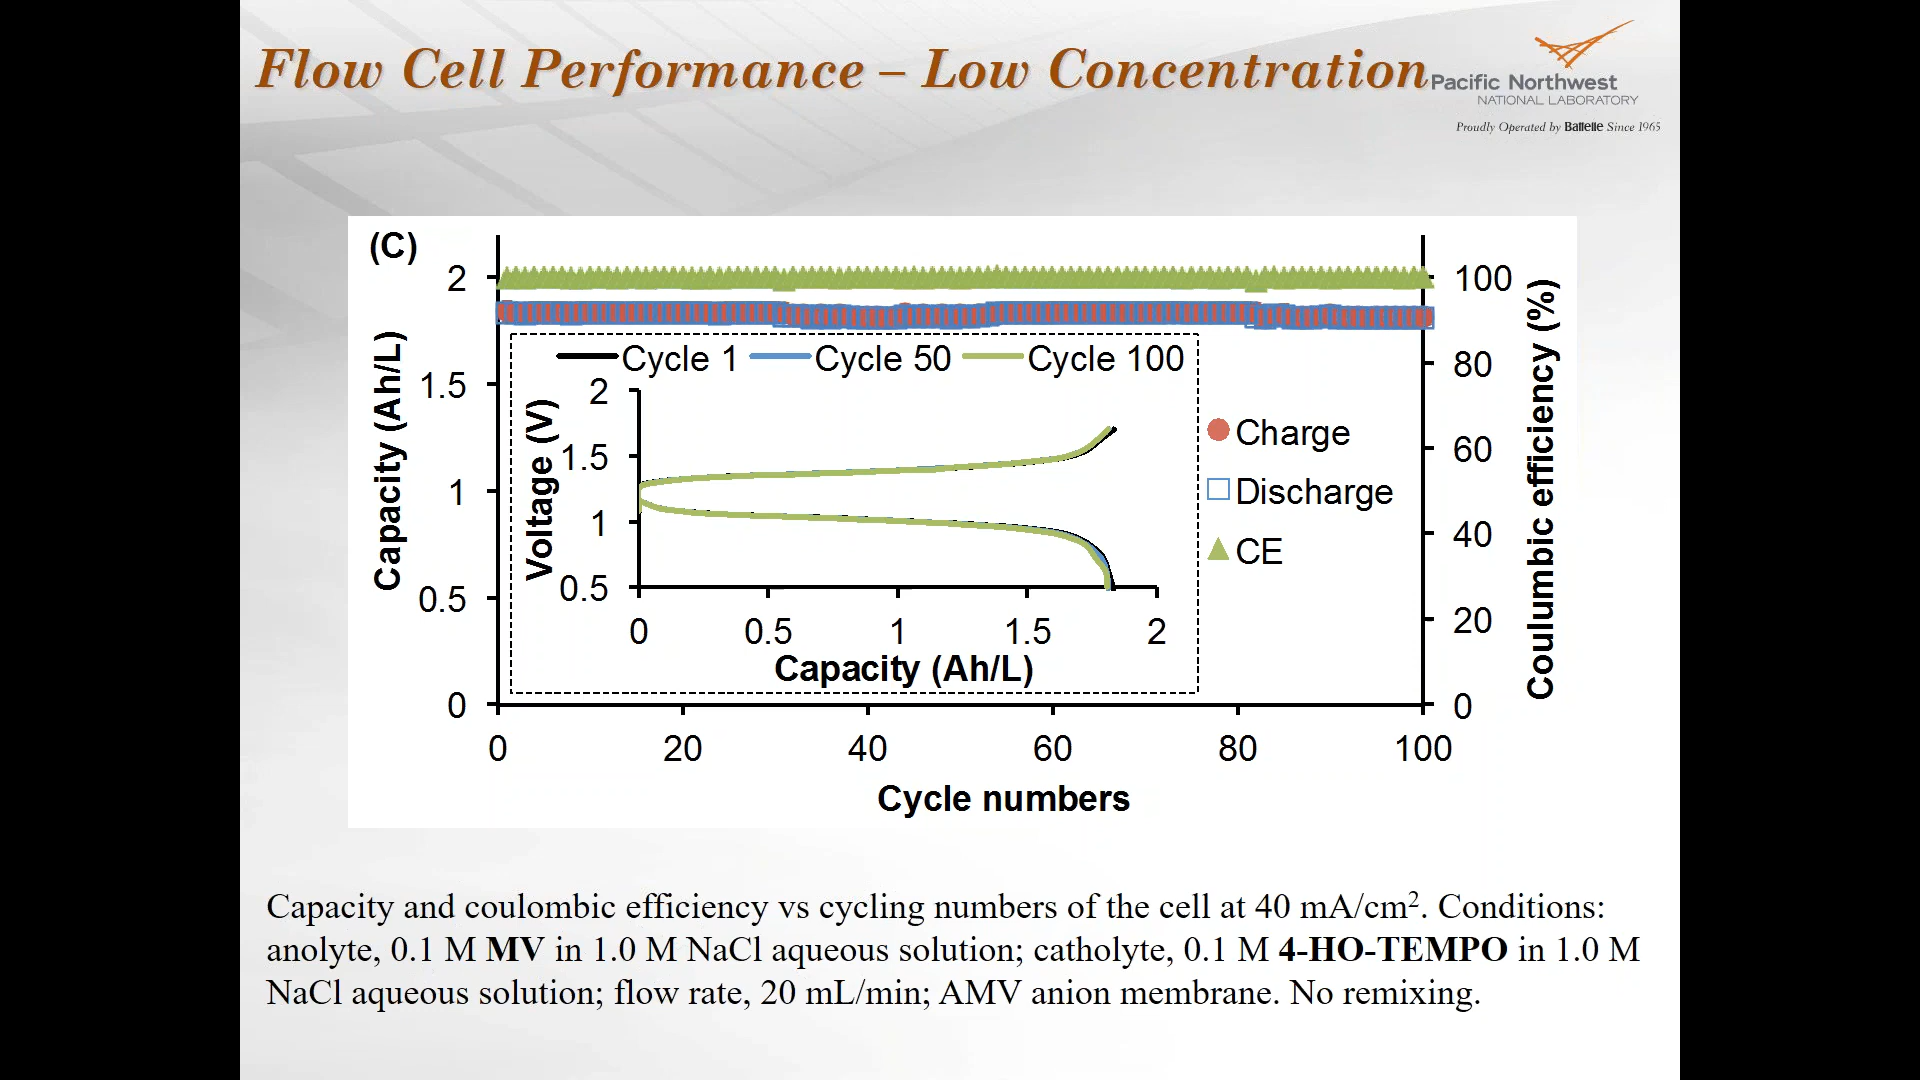 Flow Cell Performance – Low Concentration
Pacific Northwest
NATIONAL LABORATORY
Proudly Operated by Battelle Since 1965
(C)
Capacity (Ah/L)
2
1.5
1
0.5
0
Cycle 1
Cycle 50
Cycle 100
Voltage (V)
2
1.5
1
0.5
0
0.5
1
1.5
2
Capacity (Ah/L)
Charge
Discharge
CE
100
80
60
40
20
0
Coulumbic efficiency (%)
0
20
40
60
80
100
Cycle numbers
Capacity and coulombic efficiency vs cycling numbers of the cell at 40 mA/cm². Conditions:
anolyte, 0.1 M MV in 1.0 M NaCl aqueous solution; catholyte, 0.1 M 4-HO-TEMPO in 1.0 M
NaCl aqueous solution; flow rate, 20 mL/min; AMV anion membrane. No remixing.